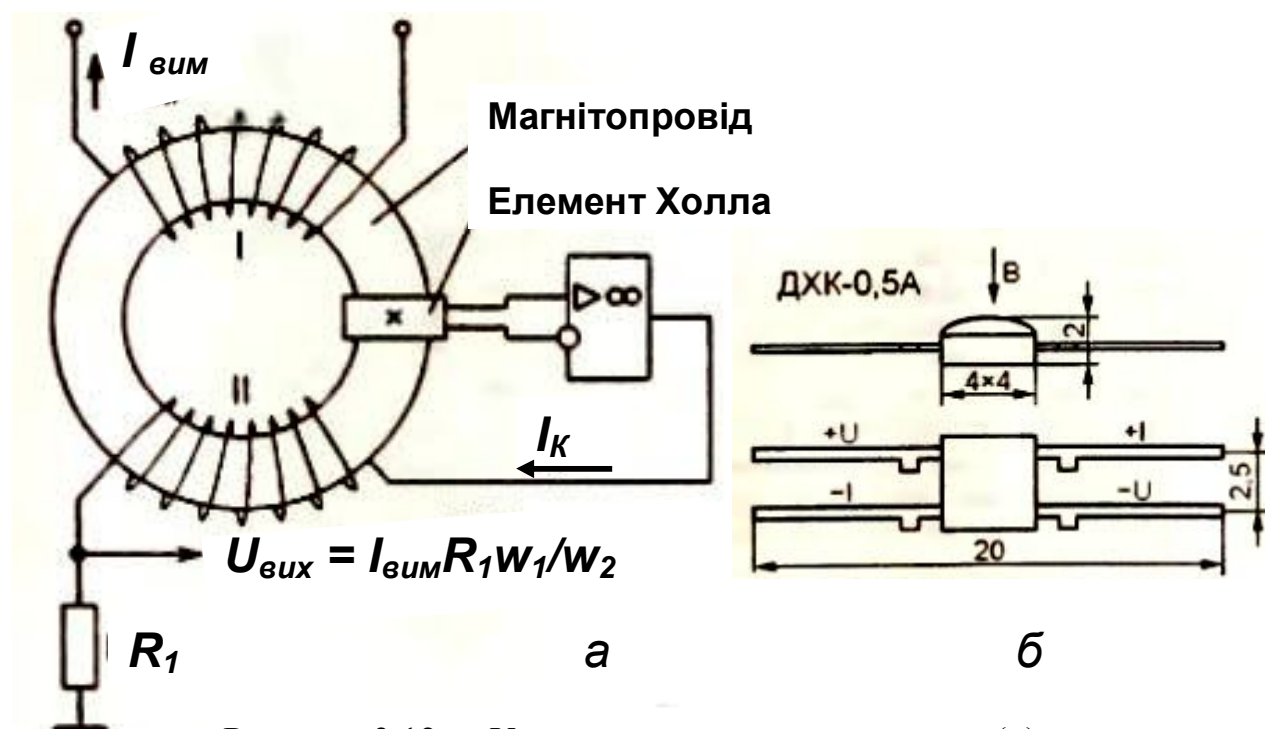 I вим
Магнітопровід
Елемент Холла
I
II
▷ ∞
×
Iк
Uвих = IвимR1w1/w2
R1
а
ДХК-0,5А
B
2
4×4
+U
+I
−I
−U
2,5
20
б